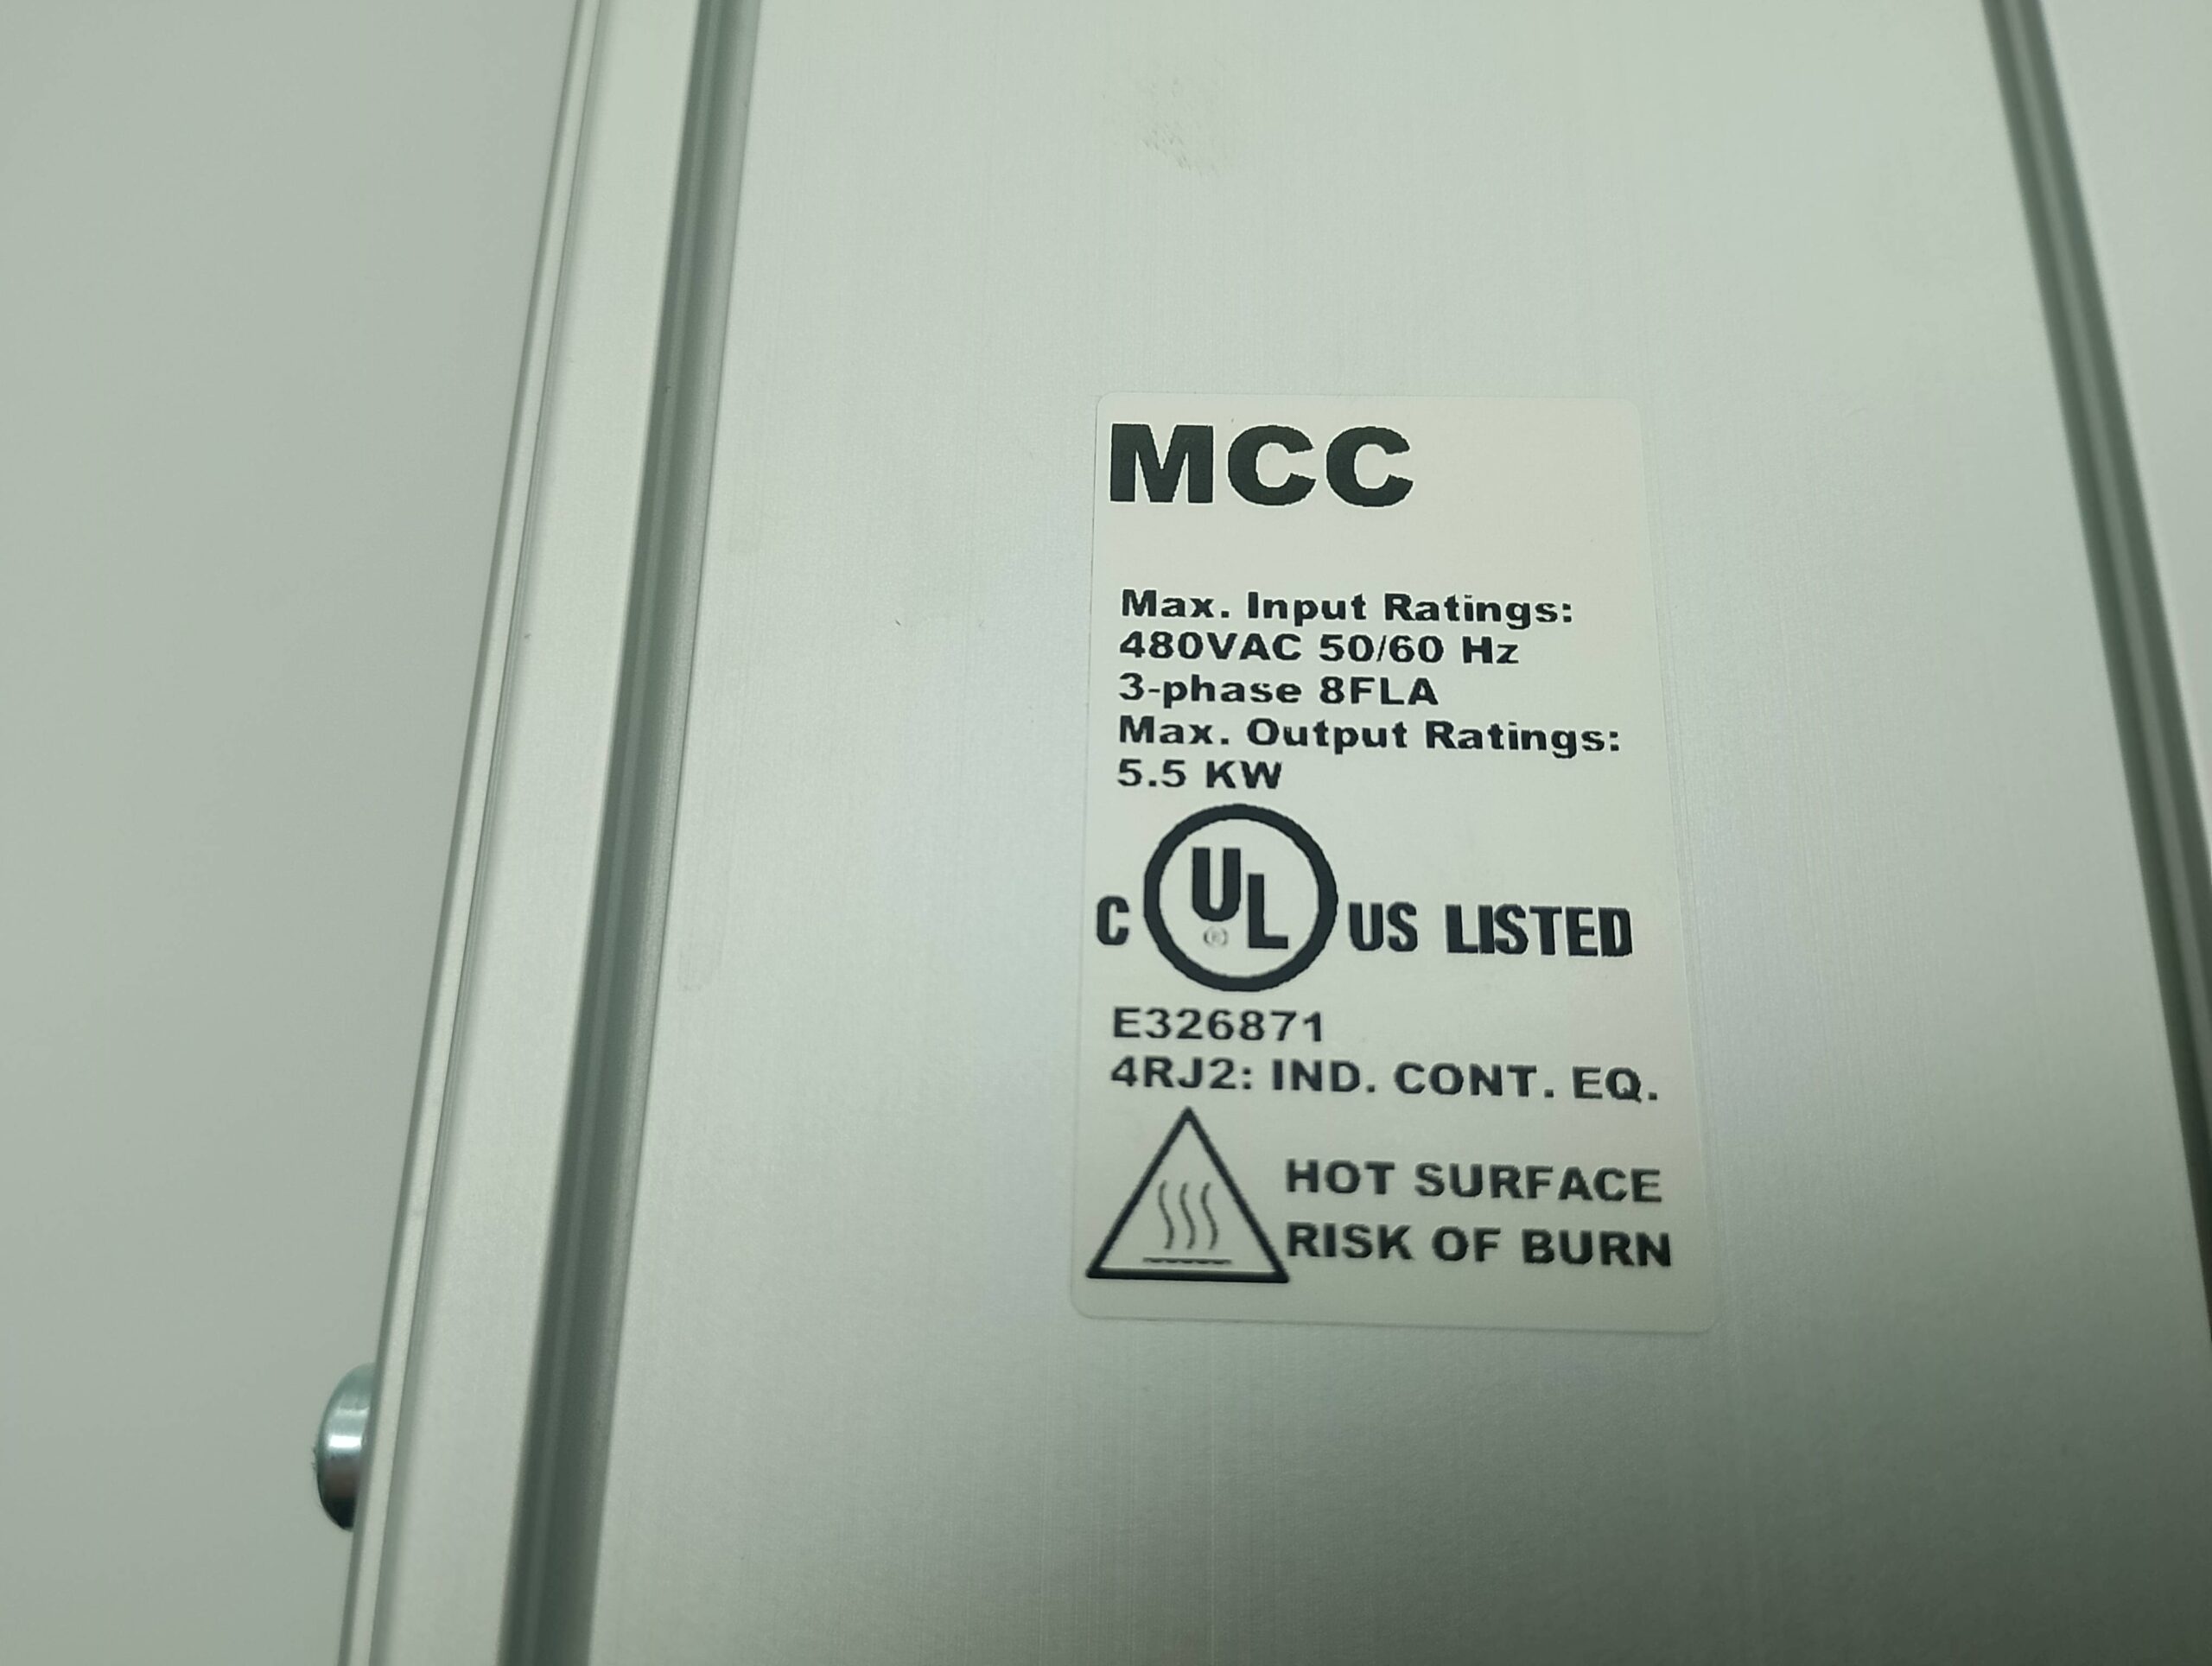 MCC
Max. Input Ratings:
480VAC 50/60 Hz
3-phase 8FLA
Max. Output Ratings:
5.5 KW
C UL ® US LISTED
E326871
4RJ2: IND. CONT. EQ.
HOT SURFACE
RISK OF BURN